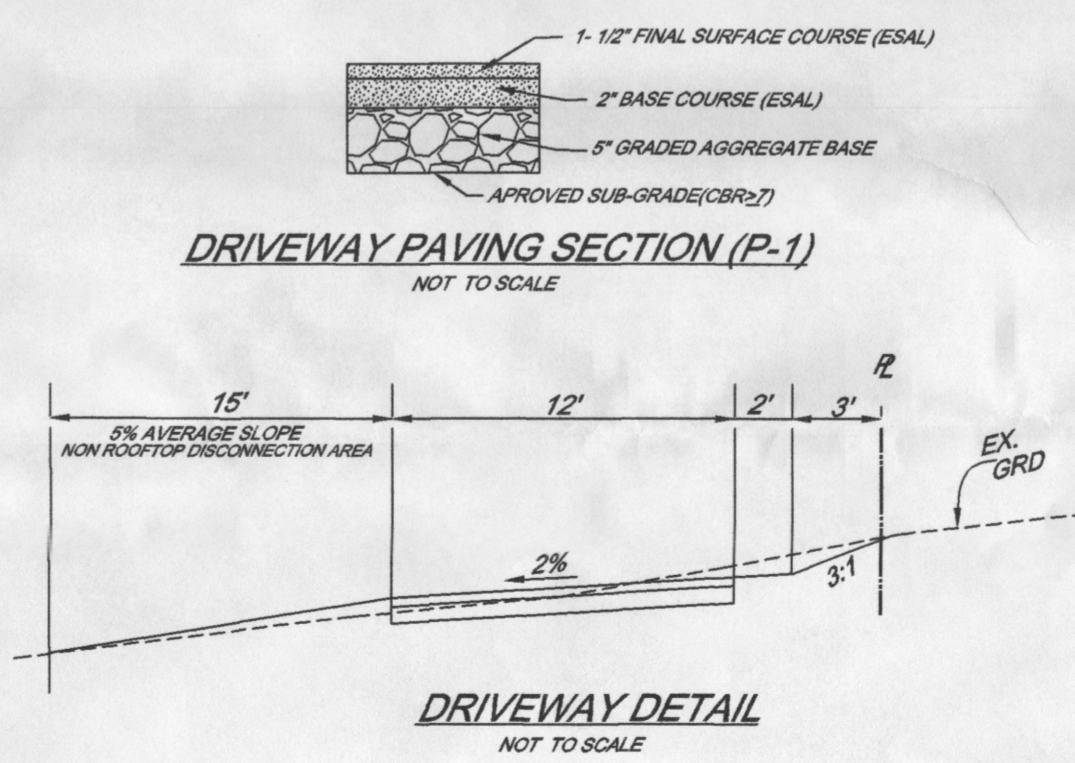 1- 1/2" FINAL SURFACE COURSE (ESAL)
2" BASE COURSE (ESAL)
5" GRADED AGGREGATE BASE
APROVED SUB-GRADE(CBR≥7)
DRIVEWAY PAVING SECTION (P-1)
NOT TO SCALE
PL
15'
12'
2'
3'
5% AVERAGE SLOPE
NON ROOFTOP DISCONNECTION AREA
EX.
GRD
2%
3:1
DRIVEWAY DETAIL
NOT TO SCALE